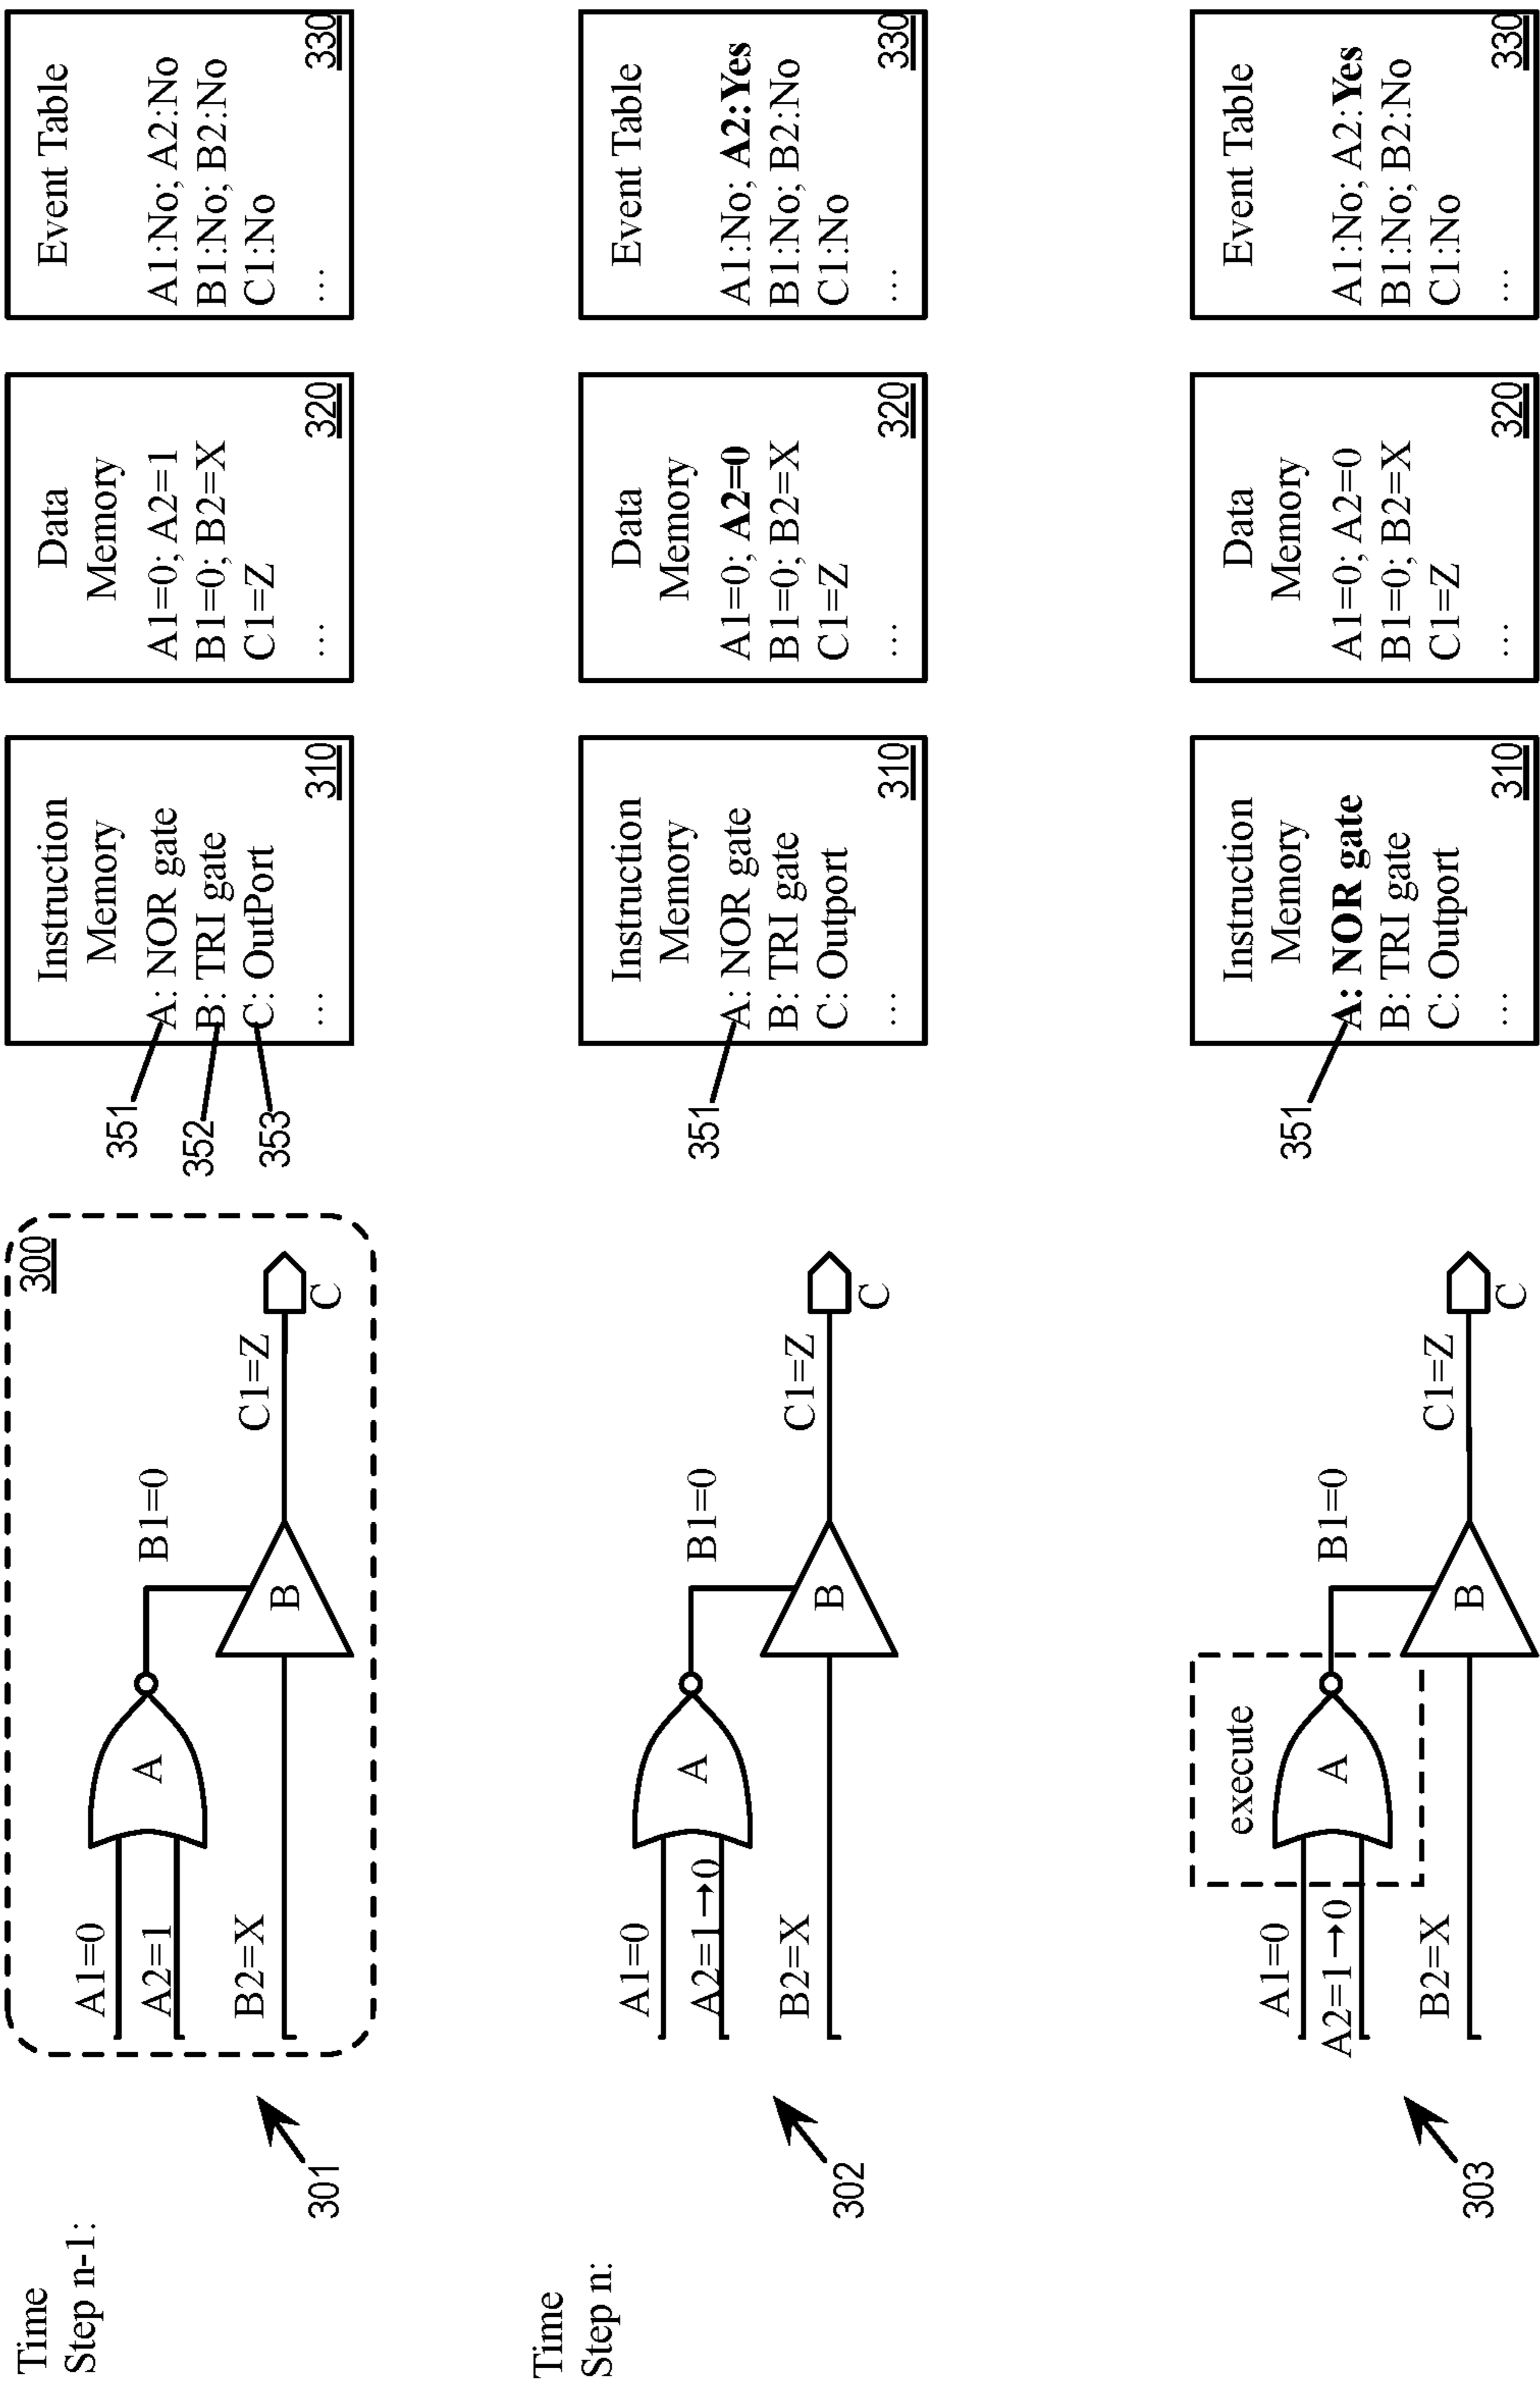 Time
Step n-1:
301
300
A1=0
A2=1
A
B1=0
B2=X
B
C1=Z
C
351
352
353
Instruction
Memory
A: NOR gate
B: TRI gate
C: OutPort
...
310
Data
Memory
A1=0; A2=1
B1=0; B2=X
C1=Z
...
320
Event Table
A1:No; A2:No
B1:No; B2:No
C1:No
...
330
Time
Step n:
302
A1=0
A2=1→0
A
B1=0
B2=X
B
C1=Z
C
351
Instruction
Memory
A: NOR gate
B: TRI gate
C: Outport
...
310
Data
Memory
A1=0; A2=0
B1=0; B2=X
C1=Z
...
320
Event Table
A1:No; A2:Yes
B1:No; B2:No
C1:No
...
330
303
execute
A1=0
A2=1→0
A
B1=0
B2=X
B
C1=Z
C
351
Instruction
Memory
A: NOR gate
B: TRI gate
C: Outport
...
310
Data
Memory
A1=0; A2=0
B1=0; B2=X
C1=Z
...
320
Event Table
A1:No; A2:Yes
B1:No; B2:No
C1:No
...
330